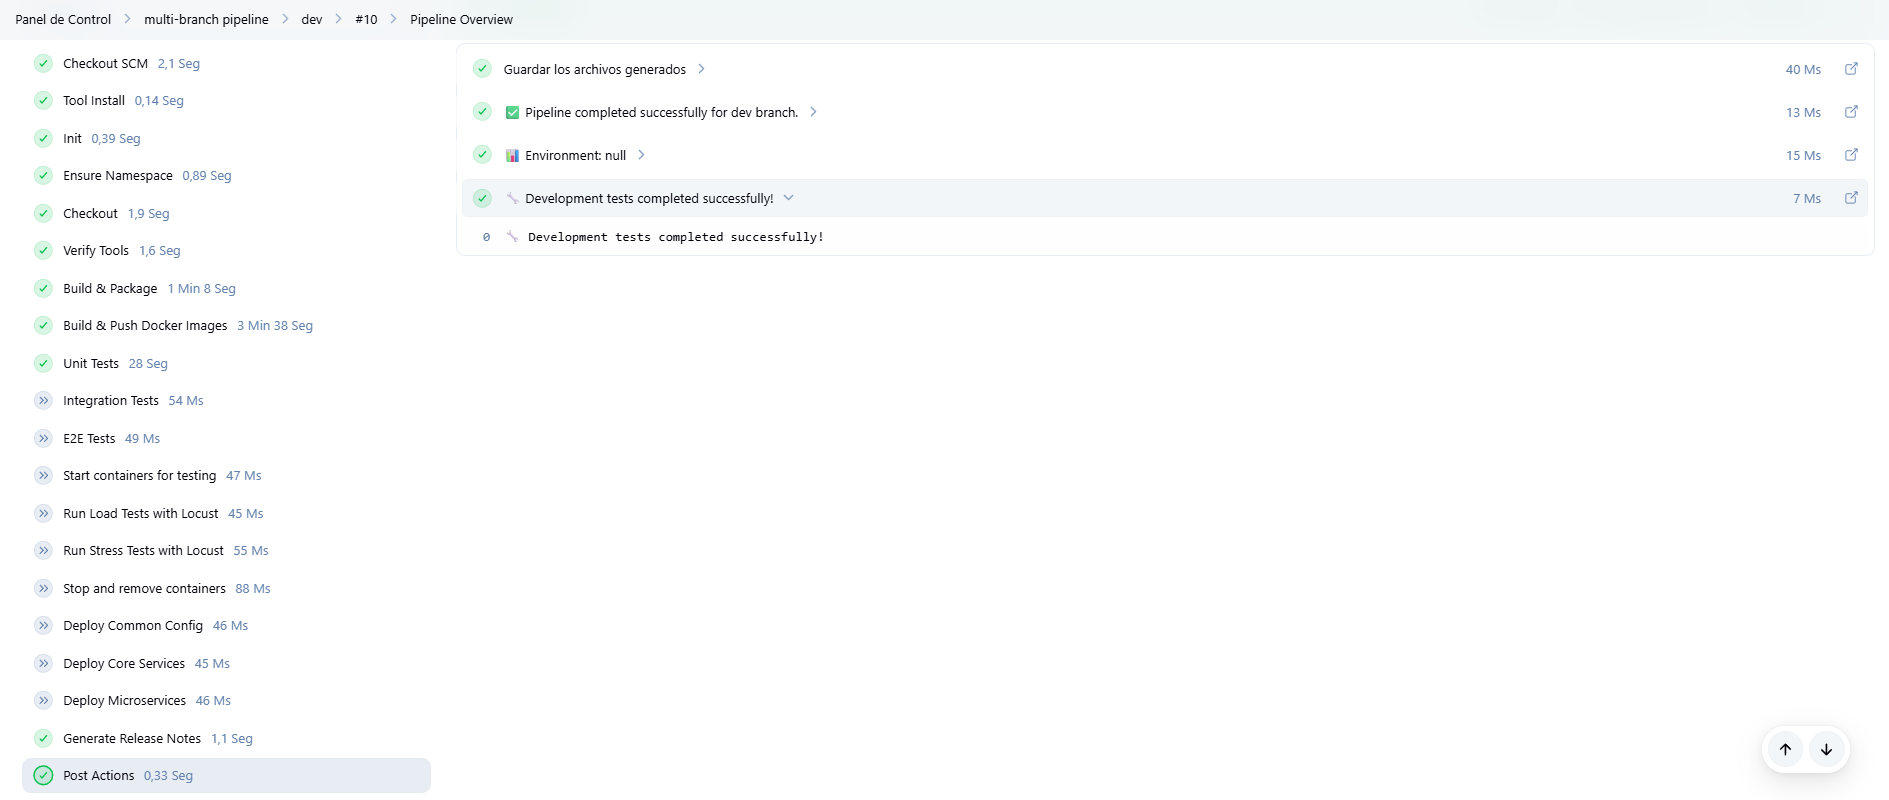 Panel de Control
multi-branch pipeline
dev
#10
Pipeline Overview
Checkout SCM 2,1 Seg
Tool Install 0,14 Seg
Init 0,39 Seg
Ensure Namespace 0,89 Seg
Checkout 1,9 Seg
Verify Tools 1,6 Seg
Build & Package 1 Min 8 Seg
Build & Push Docker Images 3 Min 38 Seg
Unit Tests 28 Seg
Integration Tests 54 Ms
E2E Tests 49 Ms
Start containers for testing 47 Ms
Run Load Tests with Locust 45 Ms
Run Stress Tests with Locust 55 Ms
Stop and remove containers 88 Ms
Deploy Common Config 46 Ms
Deploy Core Services 45 Ms
Deploy Microservices 46 Ms
Generate Release Notes 1,1 Seg
Post Actions 0,33 Seg
Guardar los archivos generados 40 Ms
✅ Pipeline completed successfully for dev branch. 13 Ms
📊 Environment: null 15 Ms
🔧 Development tests completed successfully! 7 Ms
0 🔧 Development tests completed successfully!